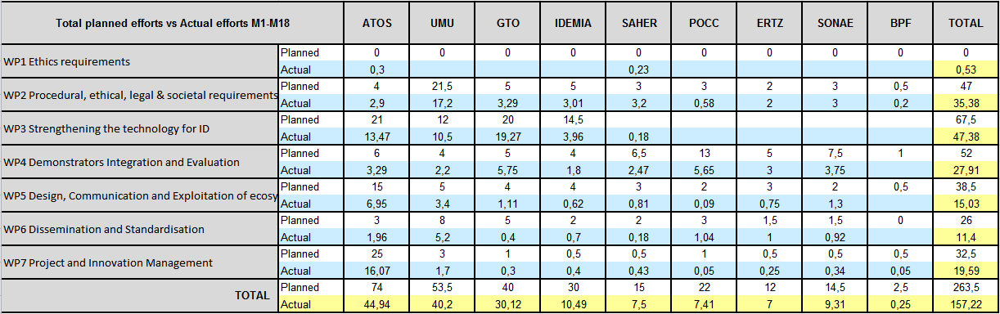 Total planned efforts vs Actual efforts M1-M18 ATOS UMU GTO IDEMIA SAHER POCC ERTZ SONAE BPF TOTAL
WP1 Ethics requirements
Planned 0 0 0 0 0 0 0 0 0 0
Actual 0,3 0,23 0,53
WP2 Procedural, ethical, legal & societal requirements
Planned 4 21,5 5 5 3 3 2 3 0,5 47
Actual 2,9 17,2 3,29 3,01 3,2 0,58 2 3 0,2 35,38
WP3 Strengthening the technology for ID
Planned 21 12 20 14,5 67,5
Actual 13,47 10,5 19,27 3,96 0,18 47,38
WP4 Demonstrators Integration and Evaluation
Planned 6 4 5 4 6,5 13 5 7,5 1 52
Actual 3,29 2,2 5,75 1,8 2,47 5,65 3 3,75 27,91
WP5 Design, Communication and Exploitation of ecosy
Planned 15 5 4 4 3 2 3 2 0,5 38,5
Actual 6,95 3,4 1,11 0,62 0,81 0,09 0,75 1,3 15,03
WP6 Dissemination and Standardisation
Planned 3 8 5 2 2 3 1,5 1,5 0 26
Actual 1,96 5,2 0,4 0,7 0,18 1,04 1 0,92 11,4
WP7 Project and Innovation Management
Planned 25 3 1 0,5 0,5 1 0,5 0,5 0,5 32,5
Actual 16,07 1,7 0,3 0,4 0,43 0,05 0,25 0,34 0,05 19,59
TOTAL
Planned 74 53,5 40 30 15 22 12 14,5 2,5 263,5
Actual 44,94 40,2 30,12 10,49 7,5 7,41 7 9,31 0,25 157,22